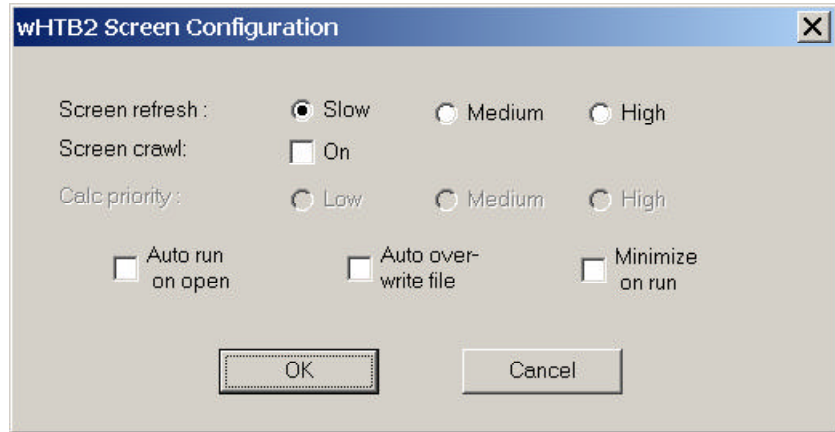 wHTB2 Screen Configuration
Screen refresh : Slow Medium High
Screen crawl: On
Calc priority : Low Medium High
Auto run
on open
Auto over-
write file
Minimize
on run
OK Cancel